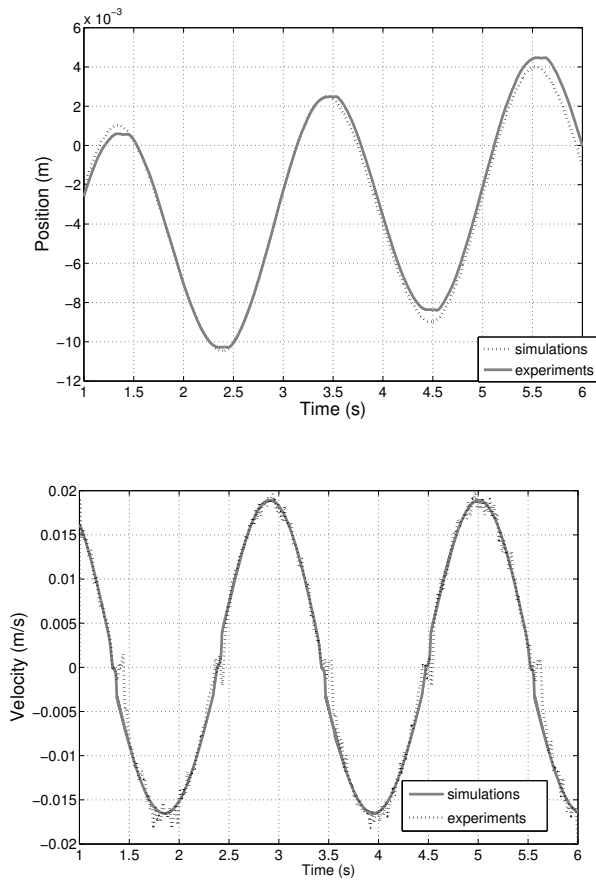 x 10⁻³
6
4
2
0
−2
−4
−6
−8
−10
−12
Position (m)
1 1.5 2 2.5 3 3.5 4 4.5 5 5.5 6
Time (s)
simulations
experiments
0.02
0.015
0.01
0.005
0
−0.005
−0.01
−0.015
−0.02
Velocity (m/s)
1 1.5 2 2.5 3 3.5 4 4.5 5 5.5 6
Time (s)
simulations
experiments